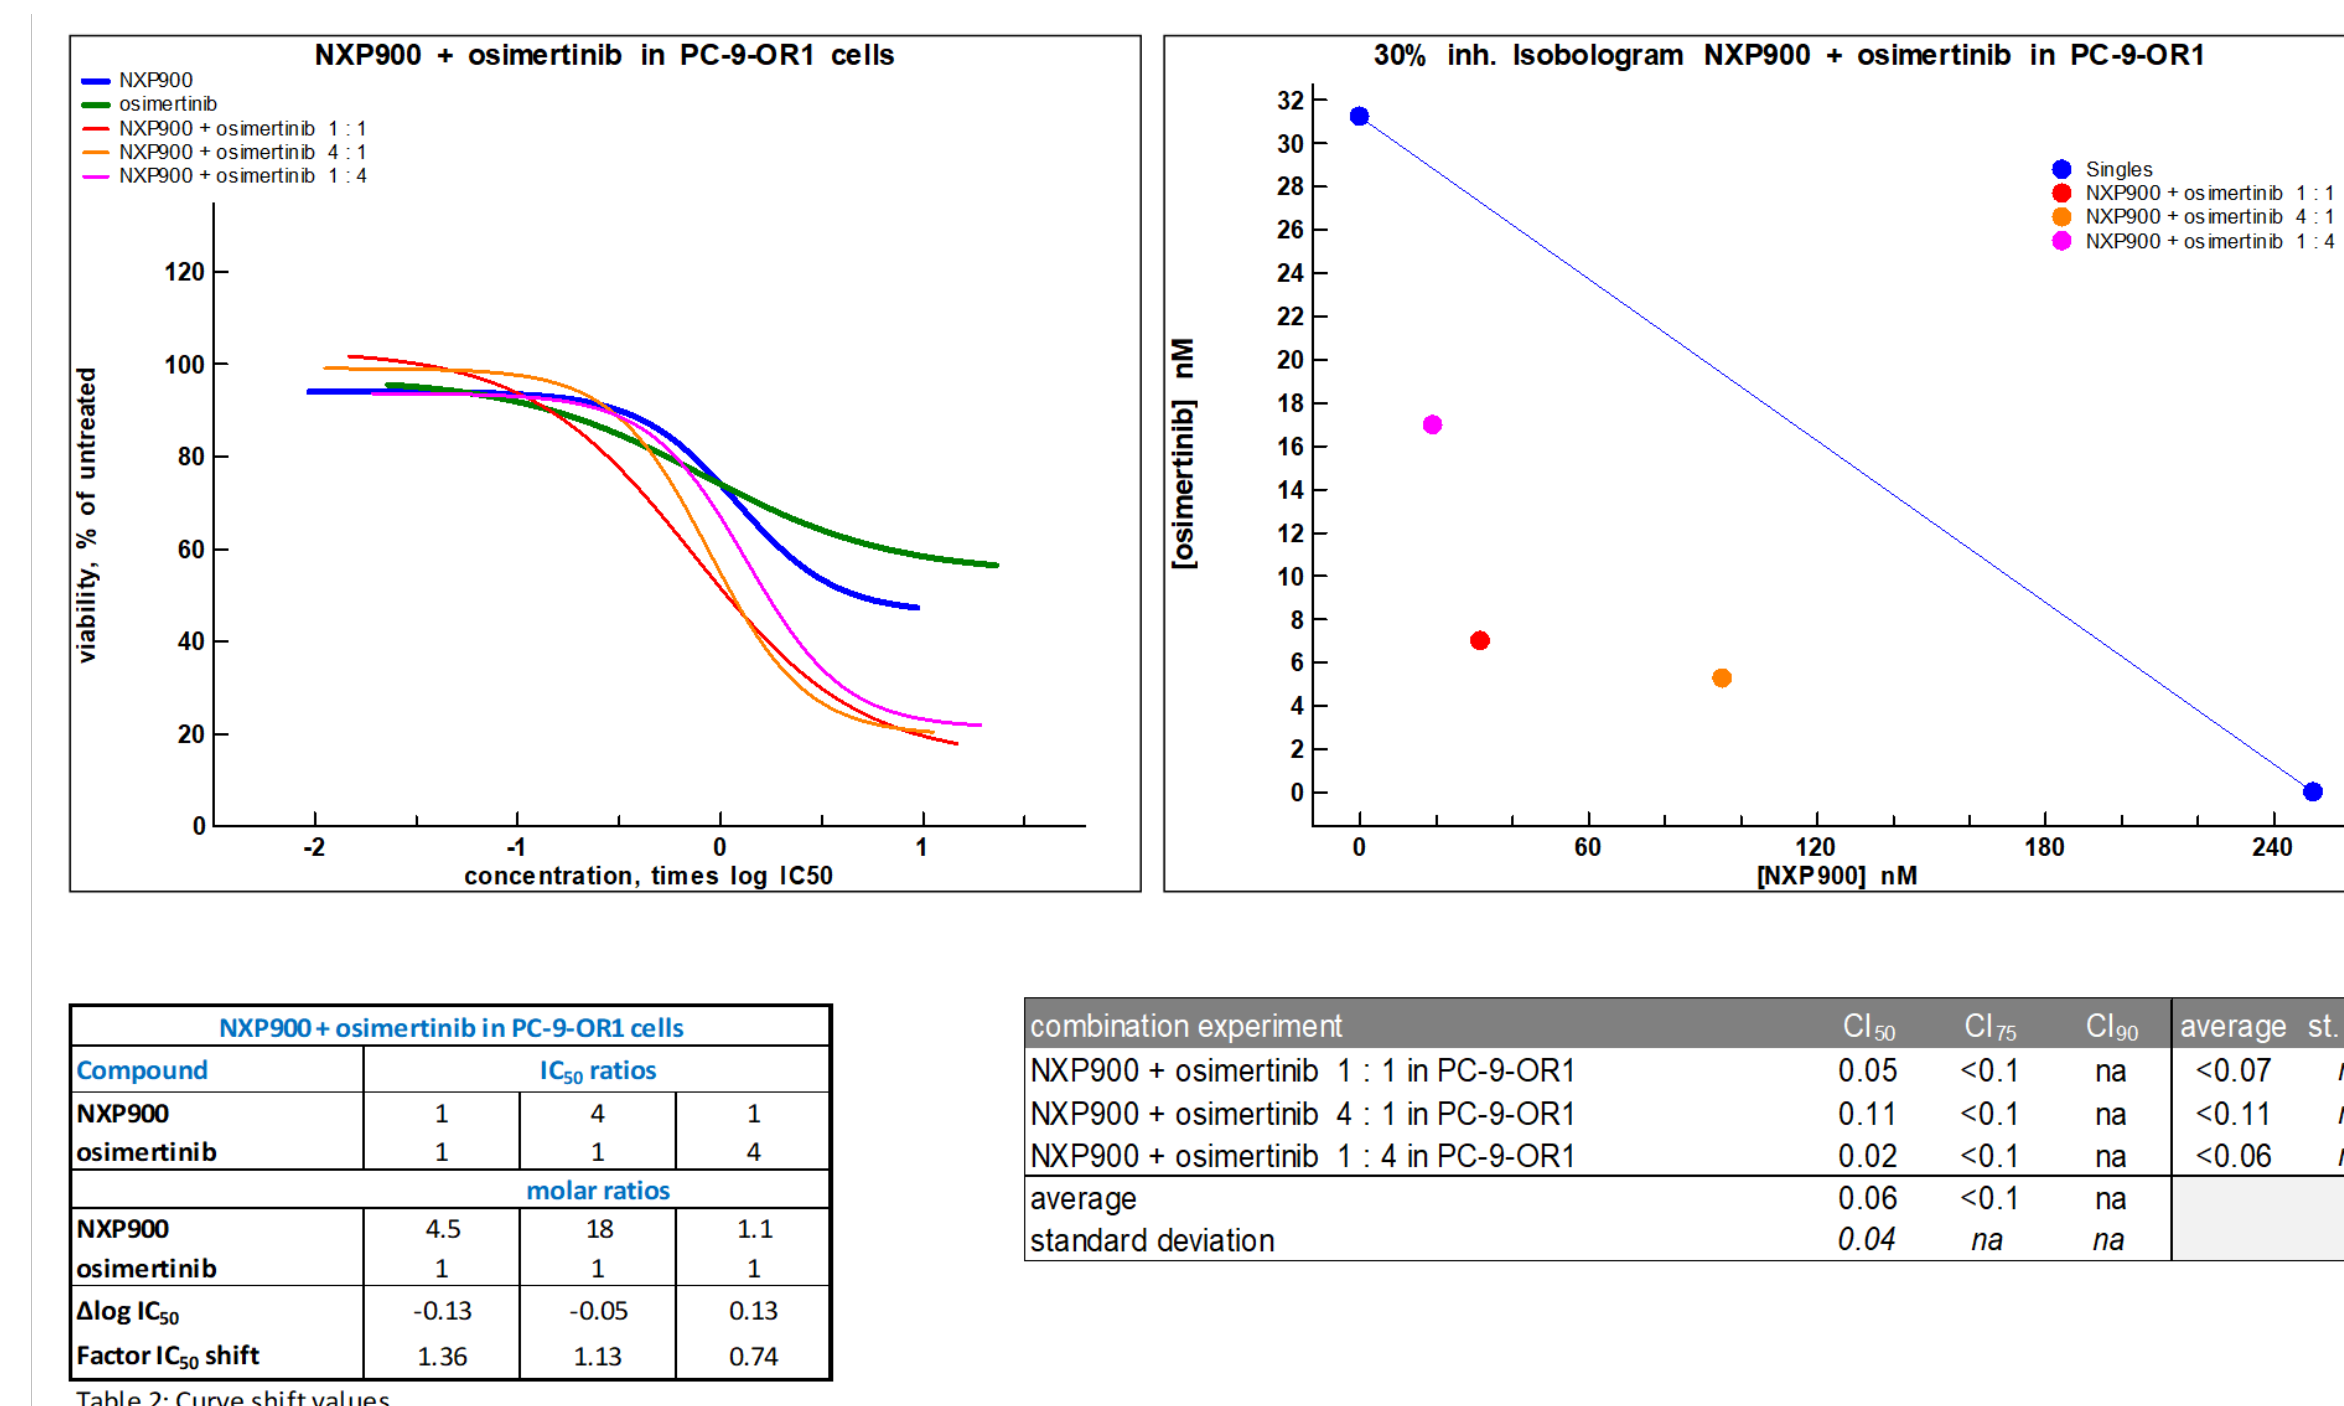 NXP900 + osimertinib in PC-9-OR1 cells
NXP900
osimertinib
NXP900 + osimertinib 1 : 1
NXP900 + osimertinib 4 : 1
NXP900 + osimertinib 1 : 4
120
100
80
60
40
20
0
viability, % of untreated
-2 -1 0 1
concentration, times log IC50
30% inh. Isobologram NXP900 + osimertinib in PC-9-OR1
Singles
NXP900 + osimertinib 1 : 1
NXP900 + osimertinib 4 : 1
NXP900 + osimertinib 1 : 4
32
30
28
26
24
22
20
18
16
14
12
10
8
6
4
2
0
[osimertinib] nM
0 60 120 180 240
[NXP900] nM
NXP900 + osimertinib in PC-9-OR1 cells
Compound IC50 ratios
NXP900 1 4 1
osimertinib 1 1 4
molar ratios
NXP900 4.5 18 1.1
osimertinib 1 1 1
Δlog IC50 -0.13 -0.05 0.13
Factor IC50 shift 1.36 1.13 0.74
Table 2: Curve shift values
combination experiment CI50 CI75 CI90 average st.
NXP900 + osimertinib 1 : 1 in PC-9-OR1 0.05 <0.1 na <0.07
NXP900 + osimertinib 4 : 1 in PC-9-OR1 0.11 <0.1 na <0.11
NXP900 + osimertinib 1 : 4 in PC-9-OR1 0.02 <0.1 na <0.06
average 0.06 <0.1 na
standard deviation 0.04 na na